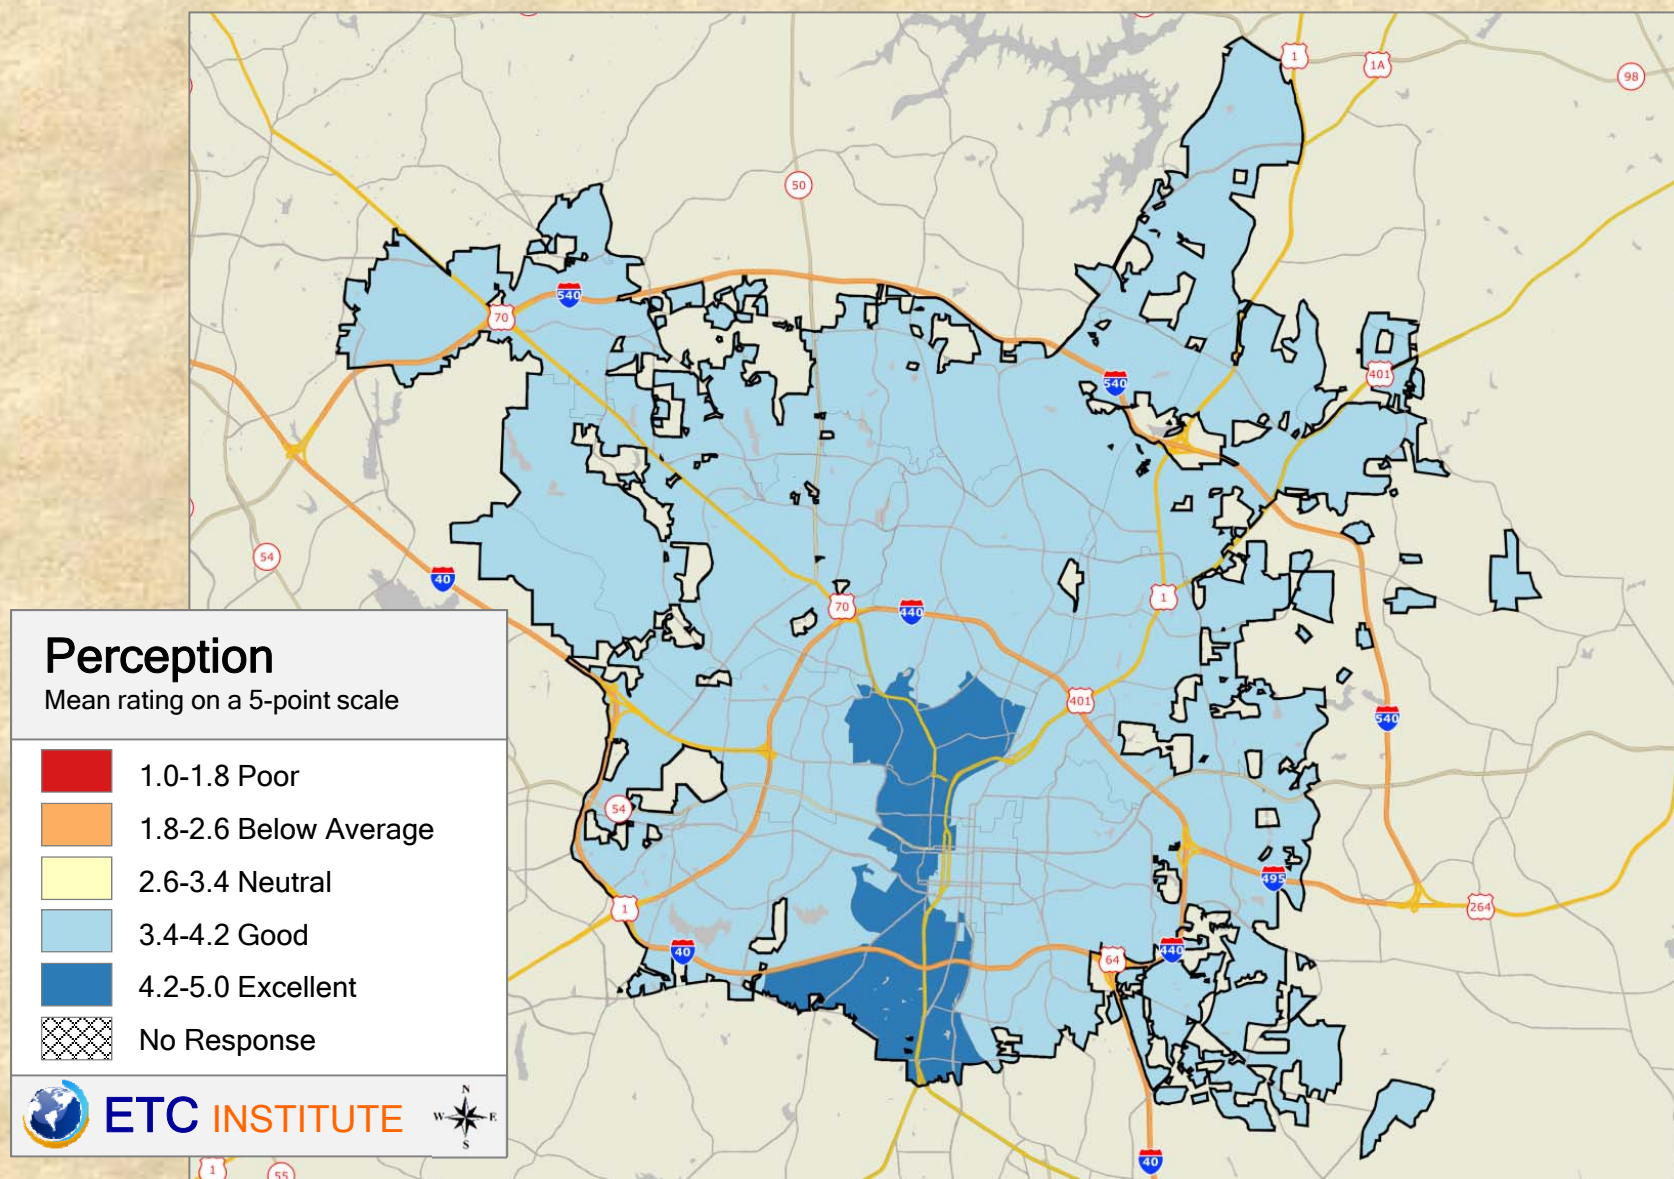 1
1A
98
50
540
70
401
540
54
40
70
440
1
Perception
Mean rating on a 5-point scale
401
540
1.0-1.8 Poor
54
1.8-2.6 Below Average
2.6-3.4 Neutral
495
1
264
3.4-4.2 Good
40
440
64
4.2-5.0 Excellent
No Response
ETC INSTITUTE
N
W E
S
40
1
55